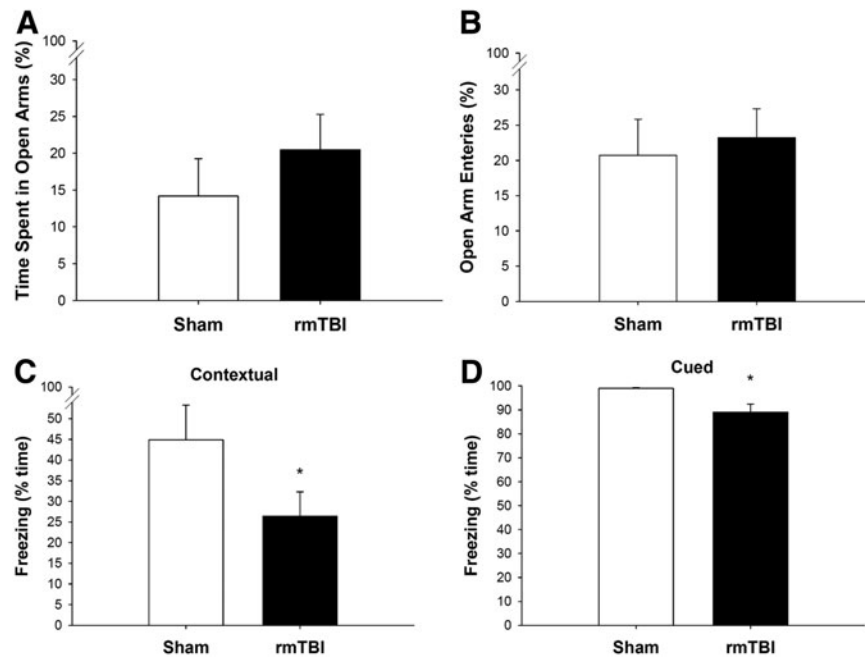 A
Time Spent in Open Arms (%)
100
30
25
20
15
10
5
0
Sham
rmTBI
B
Open Arm Enteries (%)
100
30
25
20
15
10
5
0
Sham
rmTBI
C
Contextual
Freezing (% time)
100
50
45
40
35
30
25
20
15
10
5
0
*
Sham
rmTBI
D
Cued
Freezing (% time)
100
90
80
70
60
50
40
30
20
10
0
*
Sham
rmTBI